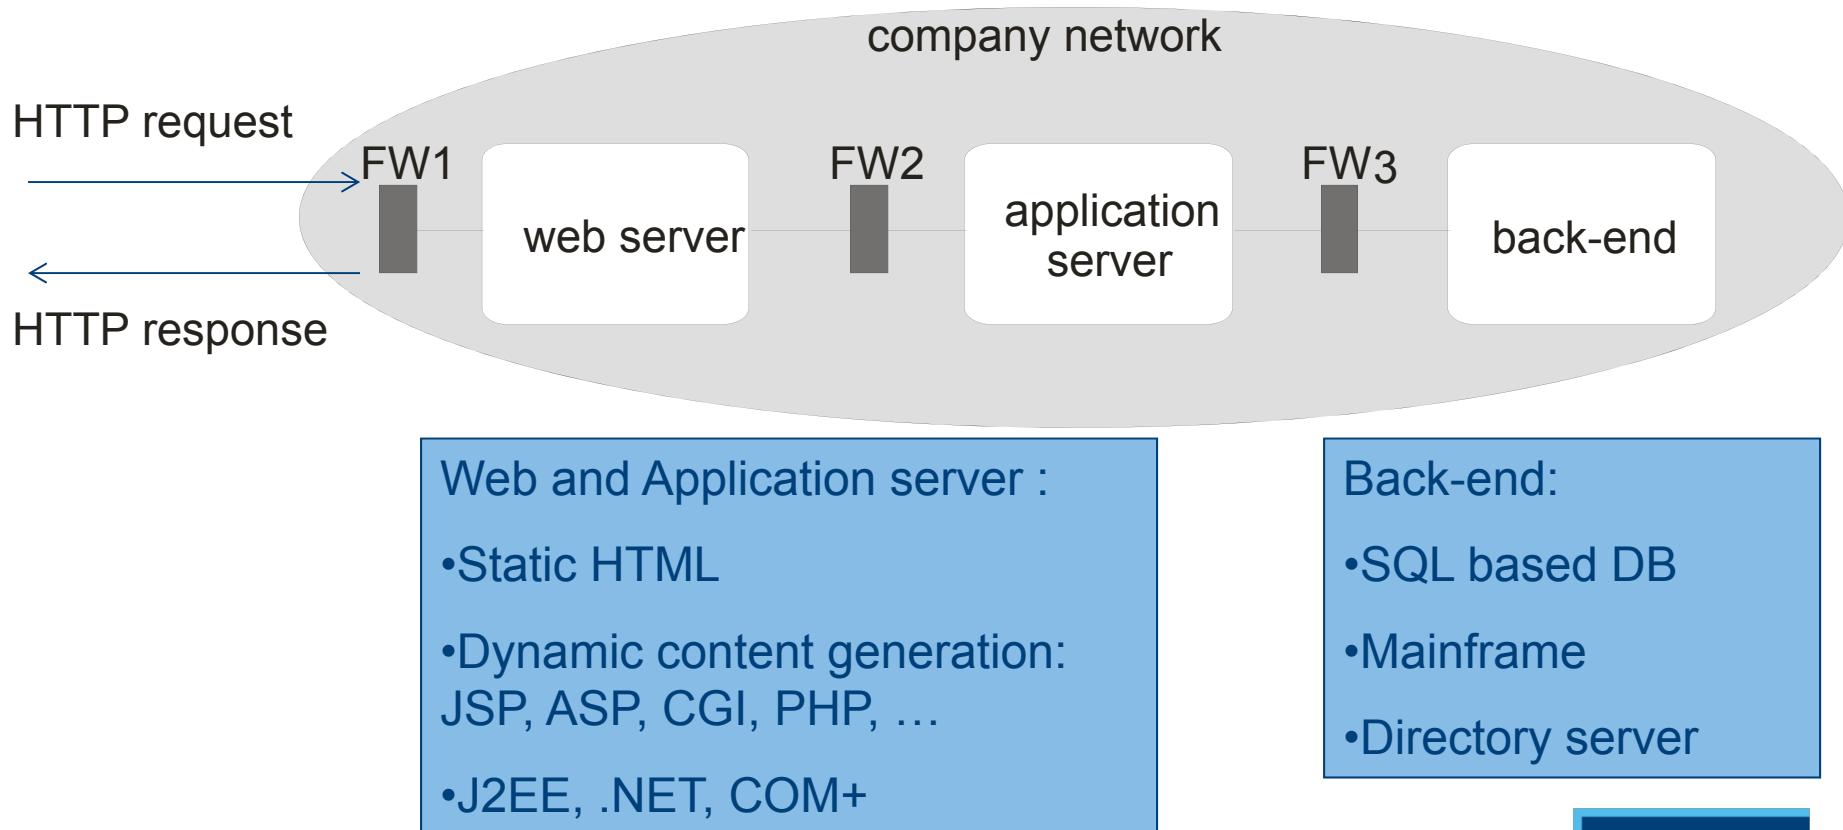 company network
HTTP request
FW1
FW2
FW3
web server
application
server
back-end
HTTP response
Web and Application server :
•Static HTML
•Dynamic content generation:
JSP, ASP, CGI, PHP, …
•J2EE, .NET, COM+
Back-end:
•SQL based DB
•Mainframe
•Directory server